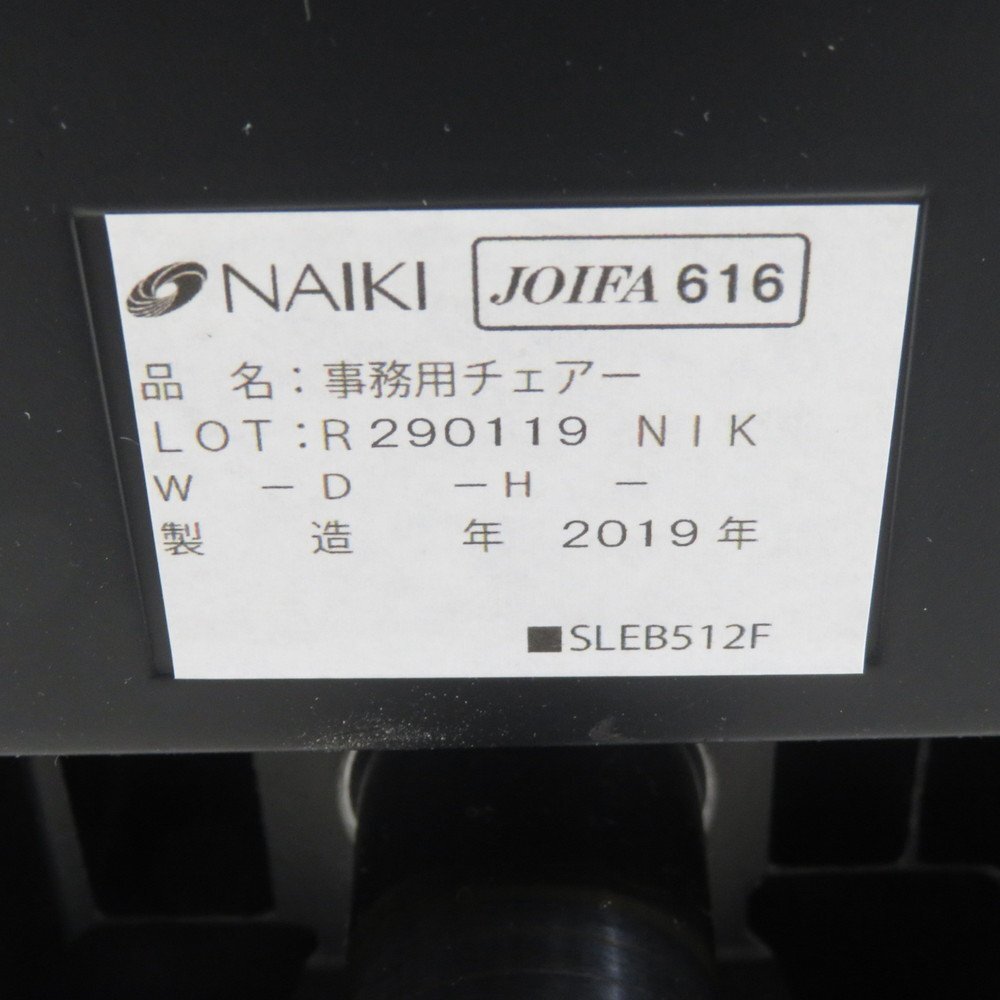 NAIKI JOIFA 616
品 名：事務用チェアー
LOT：R290119 NIK
W －D －H －
製 造 年 2019年
■SLEB512F